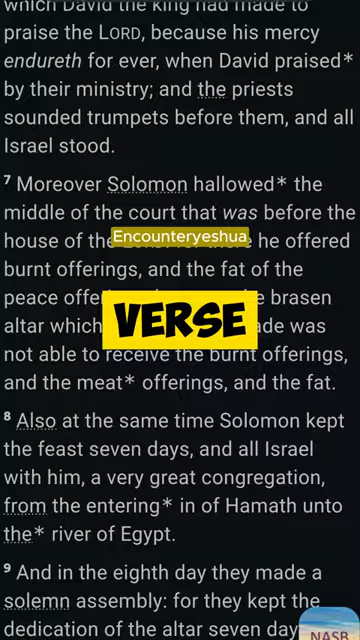 which David the king had made to
praise the LORD, because his mercy
endureth for ever, when David praised*
by their ministry; and the priests
sounded trumpets before them, and all
Israel stood.
7 Moreover Solomon hallowed* the
middle of the court that was before the
house of the he offered
Encounteryeshua
burnt offerings, and the fat of the
peace offe brasen
altar which ade was
VERSE
not able to receive the burnt offerings,
and the meat* offerings, and the fat.
8 Also at the same time Solomon kept
the feast seven days, and all Israel
with him, a very great congregation,
from the entering* in of Hamath unto
the* river of Egypt.
9 And in the eighth day they made a
solemn assembly: for they kept the
dedication of the altar seven day
NASB